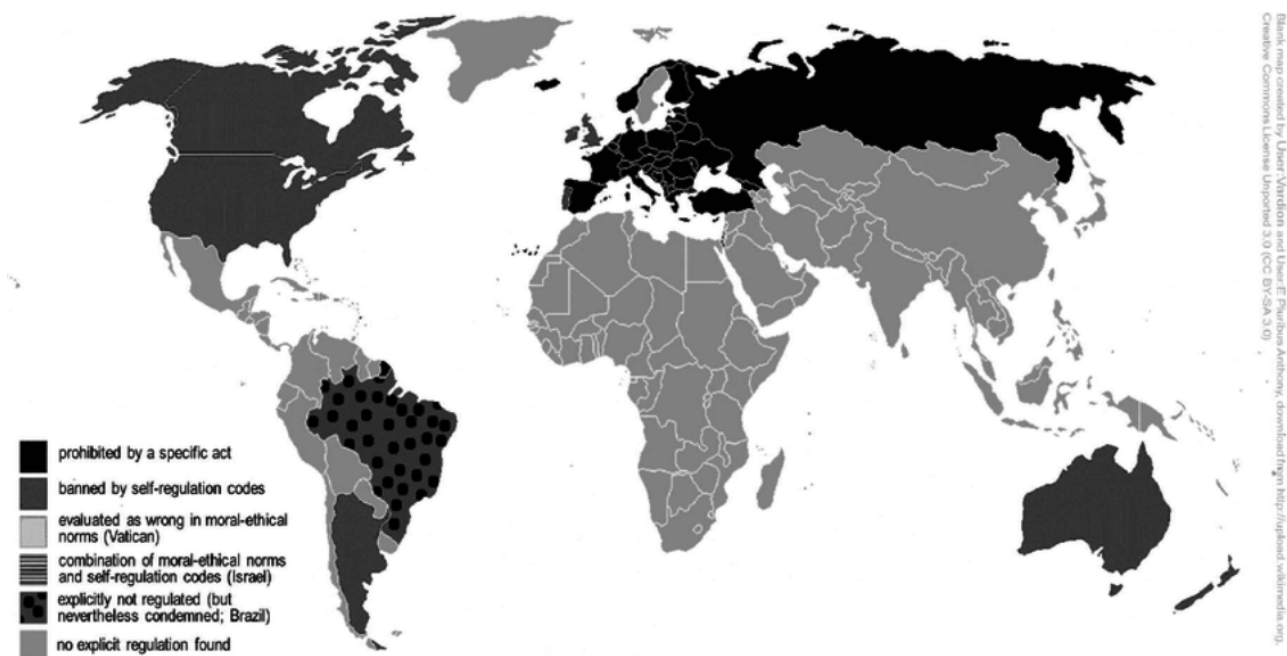 prohibited by a specific act
banned by self-regulation codes
evaluated as wrong in moral-ethical
norms (Vatican)
combination of moral-ethical norms
and self-regulation codes (Israel)
explicitly not regulated (but
nevertheless condemned; Brazil)
no explicit regulation found
Blank map created by User:Vardion and User:E Pluribus Anthony, download from http://upload.wikimedia.org,
Creative Commons License Unported 3.0 (CC BY-SA 3.0)